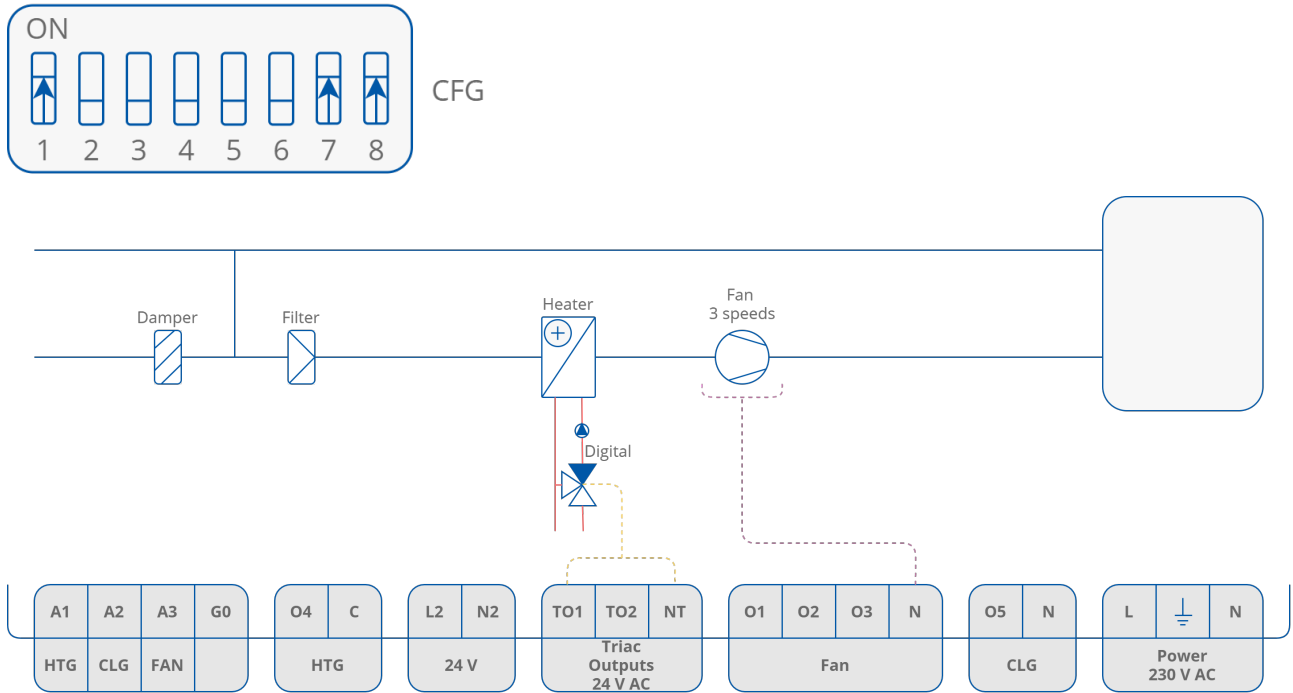 ON
CFG
1 2 3 4 5 6 7 8
Fan
3 speeds
Heater
Damper
Filter
Digital
A1 A2 A3 G0 O4 C L2 N2 TO1 TO2 NT O1 O2 O3 N O5 N L N
HTG CLG FAN
HTG
24 V
Triac
Outputs
24 V AC
Fan
CLG
Power
230 V AC